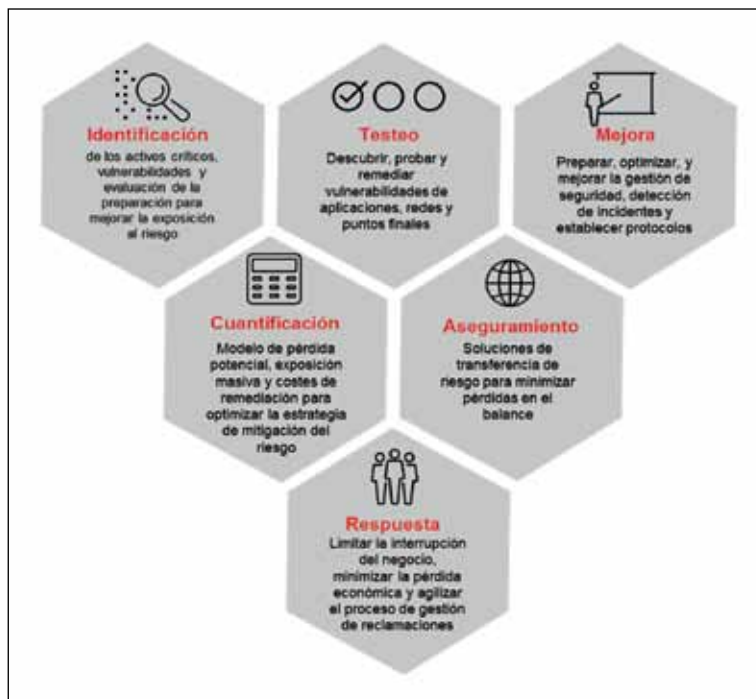 Identificación
de los activos críticos,
vulnerabilidades y
evaluación de la
preparación para
mejorar la exposición
al riesgo
Testeo
Descubrir, probar y
remediar
vulnerabilidades de
aplicaciones, redes y
puntos finales
Mejora
Preparar, optimizar, y
mejorar la gestión de
seguridad, detección
de incidentes y
establecer protocolos
Cuantificación
Modelo de pérdida
potencial, exposición
masiva y costes de
remediación para
optimizar la estrategia
de mitigación del
riesgo
Aseguramiento
Soluciones de
transferencia de
riesgo para minimizar
pérdidas en el
balance
Respuesta
Limitar la interrupción
del negocio,
minimizar la pérdida
económica y agilizar
el proceso de gestión
de reclamaciones